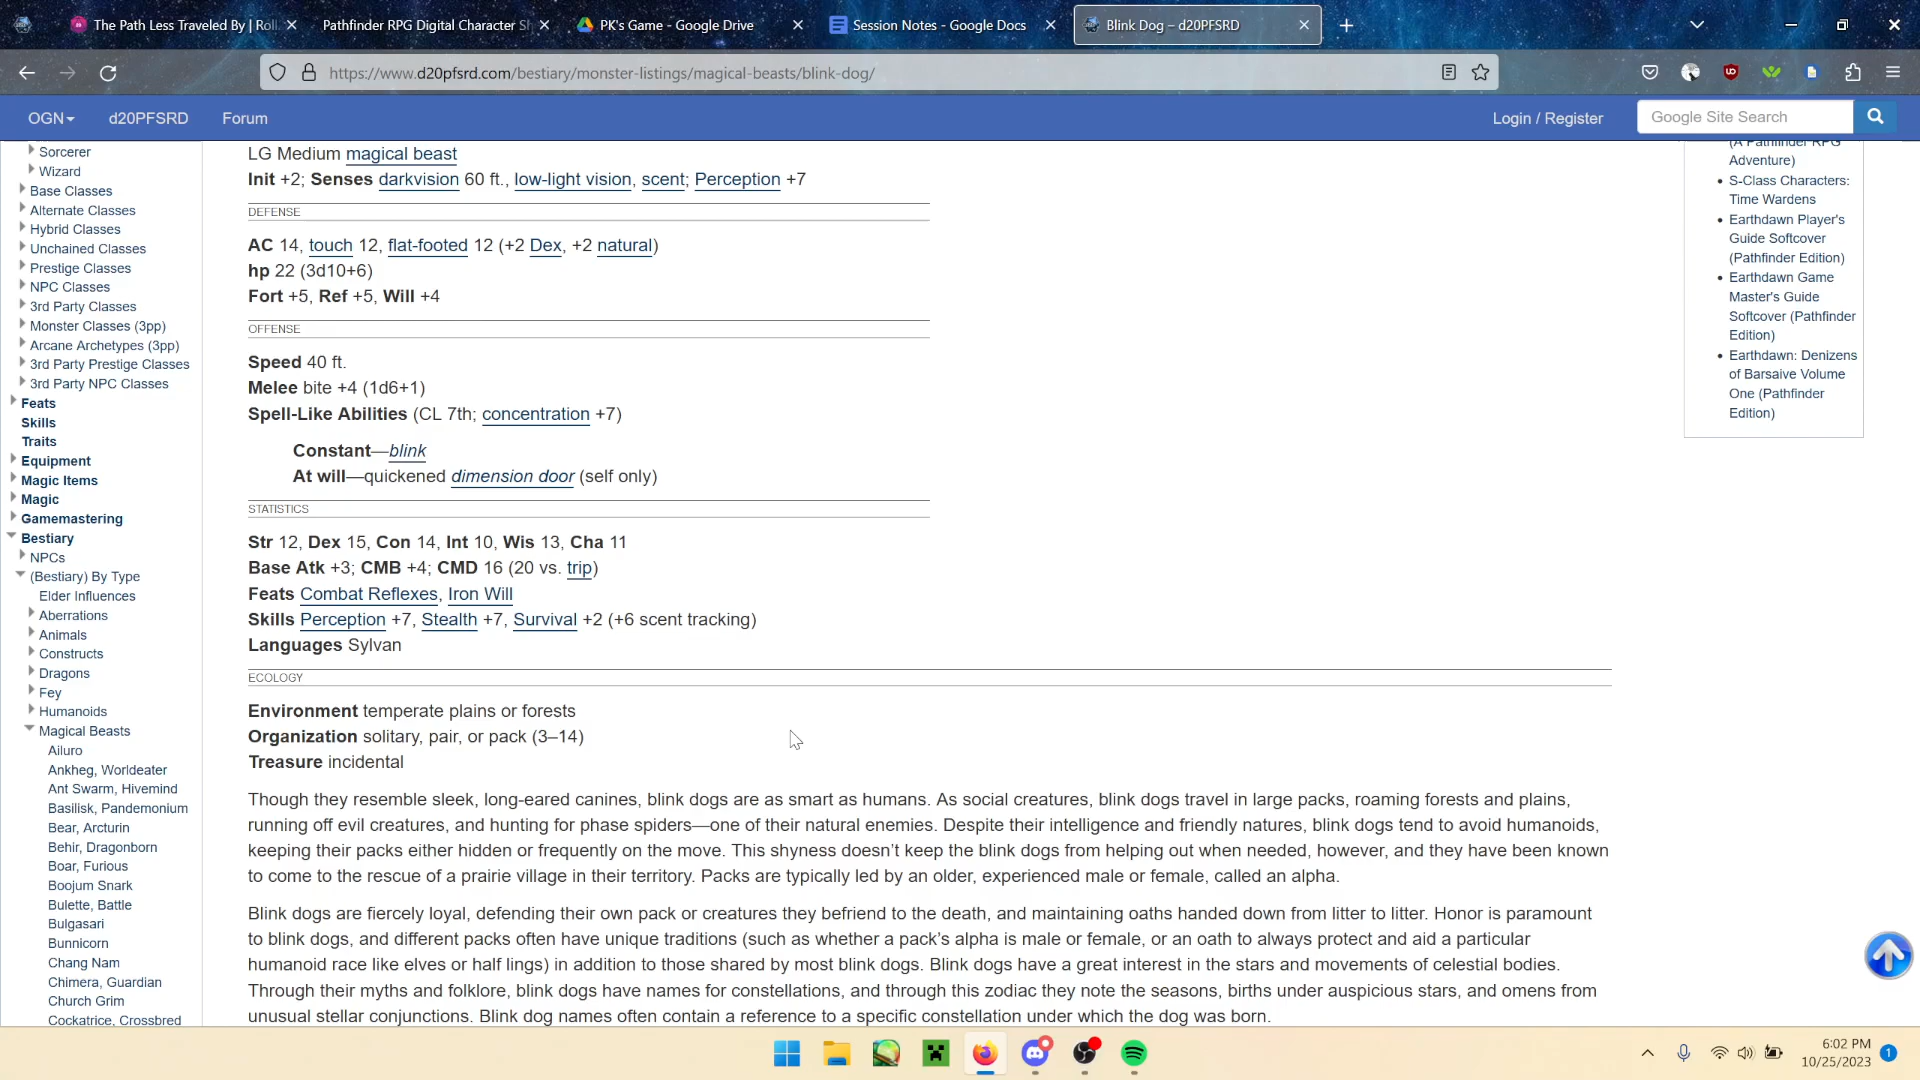 The Path Less Traveled By | Roll
Pathfinder RPG Digital Character Sh
PK's Game - Google Drive
Session Notes - Google Docs
Blink Dog – d20PFSRD
https://www.d20pfsrd.com/bestiary/monster-listings/magical-beasts/blink-dog/
OGN
d20PFSRD
Forum
Login / Register
Google Site Search
Sorcerer
Wizard
Base Classes
Alternate Classes
Hybrid Classes
Unchained Classes
Prestige Classes
NPC Classes
3rd Party Classes
Monster Classes (3pp)
Arcane Archetypes (3pp)
3rd Party Prestige Classes
3rd Party NPC Classes
Feats
Skills
Traits
Equipment
Magic Items
Magic
Gamemastering
Bestiary
NPCs
(Bestiary) By Type
Elder Influences
Aberrations
Animals
Constructs
Dragons
Fey
Humanoids
Magical Beasts
Ailuro
Ankheg, Worldeater
Ant Swarm, Hivemind
Basilisk, Pandemonium
Bear, Arcturin
Behir, Dragonborn
Boar, Furious
Boojum Snark
Bulette, Battle
Bulgasari
Bunnicorn
Chang Nam
Chimera, Guardian
Church Grim
Cockatrice, Crossbred
LG Medium magical beast
Init +2; Senses darkvision 60 ft., low-light vision, scent; Perception +7
DEFENSE
AC 14, touch 12, flat-footed 12 (+2 Dex, +2 natural)
hp 22 (3d10+6)
Fort +5, Ref +5, Will +4
OFFENSE
Speed 40 ft.
Melee bite +4 (1d6+1)
Spell-Like Abilities (CL 7th; concentration +7)
Constant—blink
At will—quickened dimension door (self only)
STATISTICS
Str 12, Dex 15, Con 14, Int 10, Wis 13, Cha 11
Base Atk +3; CMB +4; CMD 16 (20 vs. trip)
Feats Combat Reflexes, Iron Will
Skills Perception +7, Stealth +7, Survival +2 (+6 scent tracking)
Languages Sylvan
ECOLOGY
Environment temperate plains or forests
Organization solitary, pair, or pack (3–14)
Treasure incidental
Though they resemble sleek, long-eared canines, blink dogs are as smart as humans. As social creatures, blink dogs travel in large packs, roaming forests and plains,
running off evil creatures, and hunting for phase spiders—one of their natural enemies. Despite their intelligence and friendly natures, blink dogs tend to avoid humanoids,
keeping their packs either hidden or frequently on the move. This shyness doesn't keep the blink dogs from helping out when needed, however, and they have been known
to come to the rescue of a prairie village in their territory. Packs are typically led by an older, experienced male or female, called an alpha.
Blink dogs are fiercely loyal, defending their own pack or creatures they befriend to the death, and maintaining oaths handed down from litter to litter. Honor is paramount
to blink dogs, and different packs often have unique traditions (such as whether a pack's alpha is male or female, or an oath to always protect and aid a particular
humanoid race like elves or half lings) in addition to those shared by most blink dogs. Blink dogs have a great interest in the stars and movements of celestial bodies.
Through their myths and folklore, blink dogs have names for constellations, and through this zodiac they note the seasons, births under auspicious stars, and omens from
unusual stellar conjunctions. Blink dog names often contain a reference to a specific constellation under which the dog was born.
(A Pathfinder RPG
Adventure)
S-Class Characters:
Time Wardens
Earthdawn Player's
Guide Softcover
(Pathfinder Edition)
Earthdawn Game
Master's Guide
Softcover (Pathfinder
Edition)
Earthdawn: Denizens
of Barsaive Volume
One (Pathfinder
Edition)
6:02 PM
10/25/2023
1